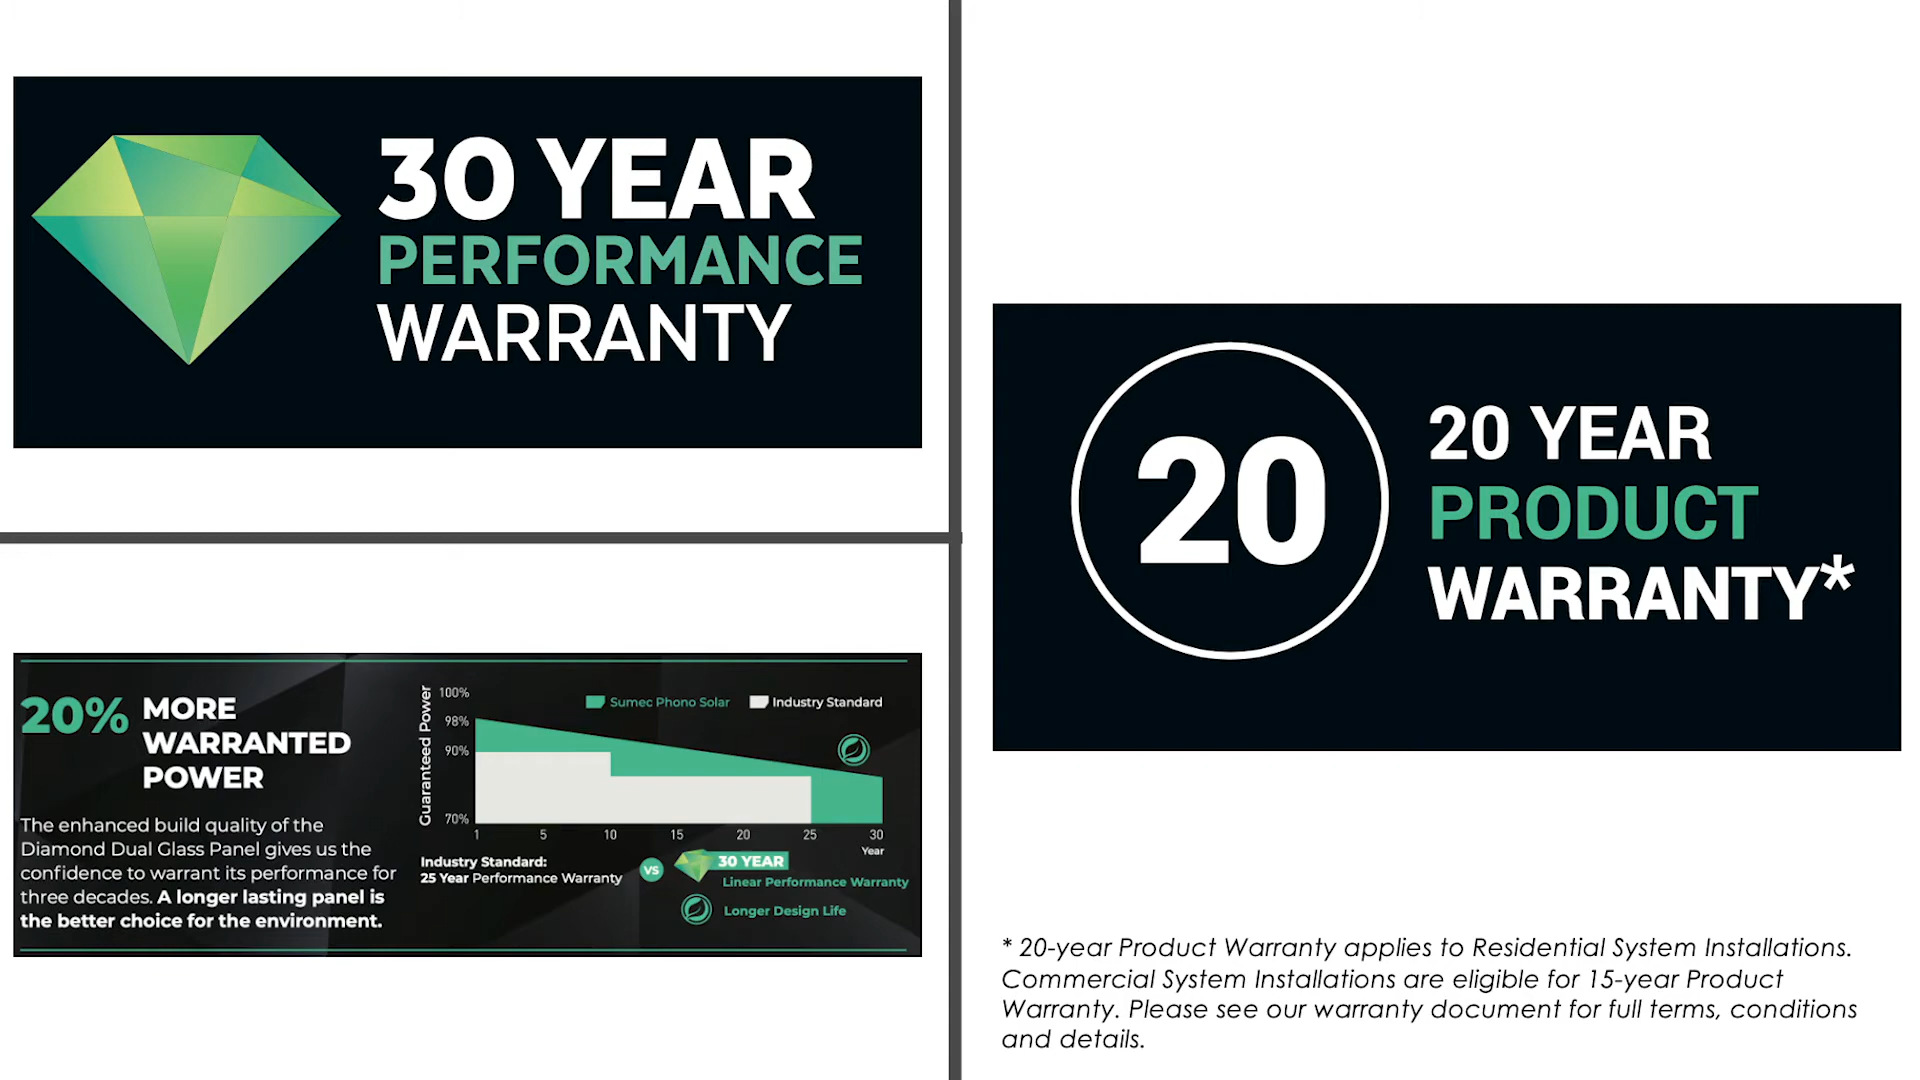 30 YEAR
PERFORMANCE
WARRANTY
20% MORE
WARRANTED
POWER
The enhanced build quality of the
Diamond Dual Glass Panel gives us the
confidence to warrant its performance for
three decades. A longer lasting panel is
the better choice for the environment.
Guaranteed Power
100%
98%
90%
70%
Sumec Phono Solar
Industry Standard
1 5 10 15 20 25 30
Year
Industry Standard:
25 Year Performance Warranty
VS
30 YEAR
Linear Performance Warranty
Longer Design Life
20
20 YEAR
PRODUCT
WARRANTY*
* 20-year Product Warranty applies to Residential System Installations.
Commercial System Installations are eligible for 15-year Product
Warranty. Please see our warranty document for full terms, conditions
and details.